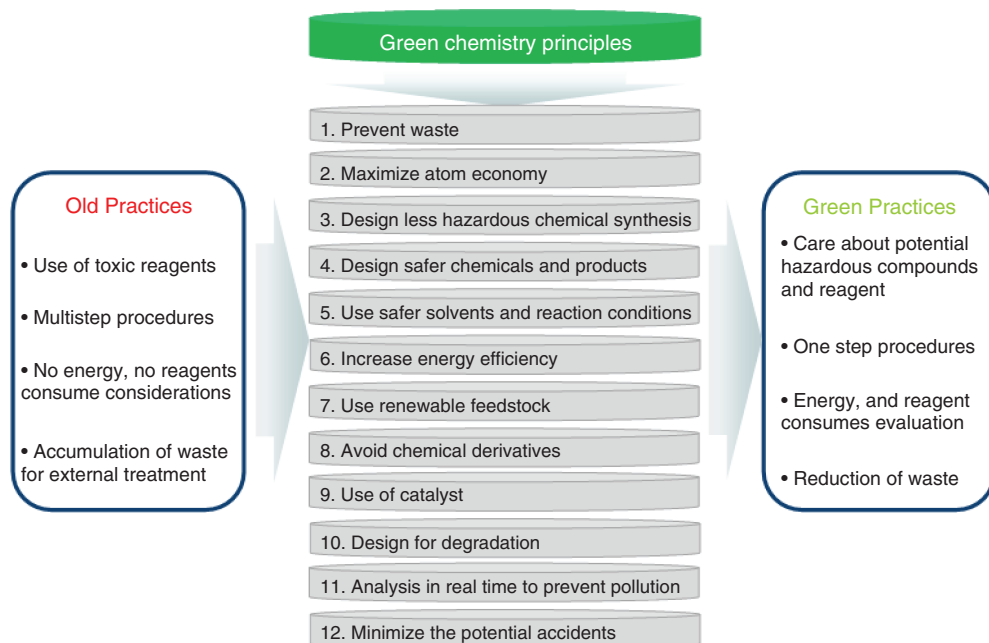 Green chemistry principles
1. Prevent waste
2. Maximize atom economy
3. Design less hazardous chemical synthesis
4. Design safer chemicals and products
5. Use safer solvents and reaction conditions
6. Increase energy efficiency
7. Use renewable feedstock
8. Avoid chemical derivatives
9. Use of catalyst
10. Design for degradation
11. Analysis in real time to prevent pollution
12. Minimize the potential accidents
Old Practices
• Use of toxic reagents
• Multistep procedures
• No energy, no reagents
consume considerations
• Accumulation of waste
for external treatment
Green Practices
• Care about potential
hazardous compounds
and reagent
• One step procedures
• Energy, and reagent
consumes evaluation
• Reduction of waste